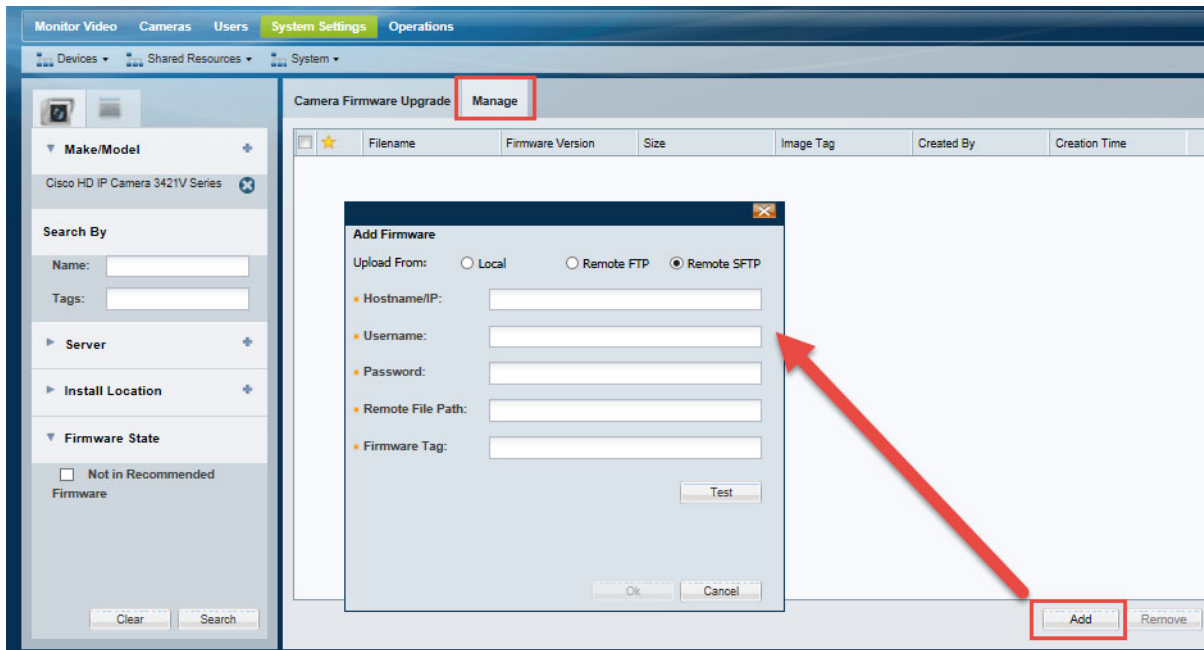 Monitor Video Cameras Users System Settings Operations
Devices Shared Resources System
Make/Model
Cisco HD IP Camera 3421V Series
Search By
Name:
Tags:
Server
Install Location
Firmware State
Not in Recommended
Firmware
Clear Search
Camera Firmware Upgrade Manage
Filename Firmware Version Size Image Tag Created By Creation Time
Add Firmware
Upload From: Local Remote FTP Remote SFTP
Hostname/IP:
Username:
Password:
Remote File Path:
Firmware Tag:
Test
Ok Cancel
Add Remove